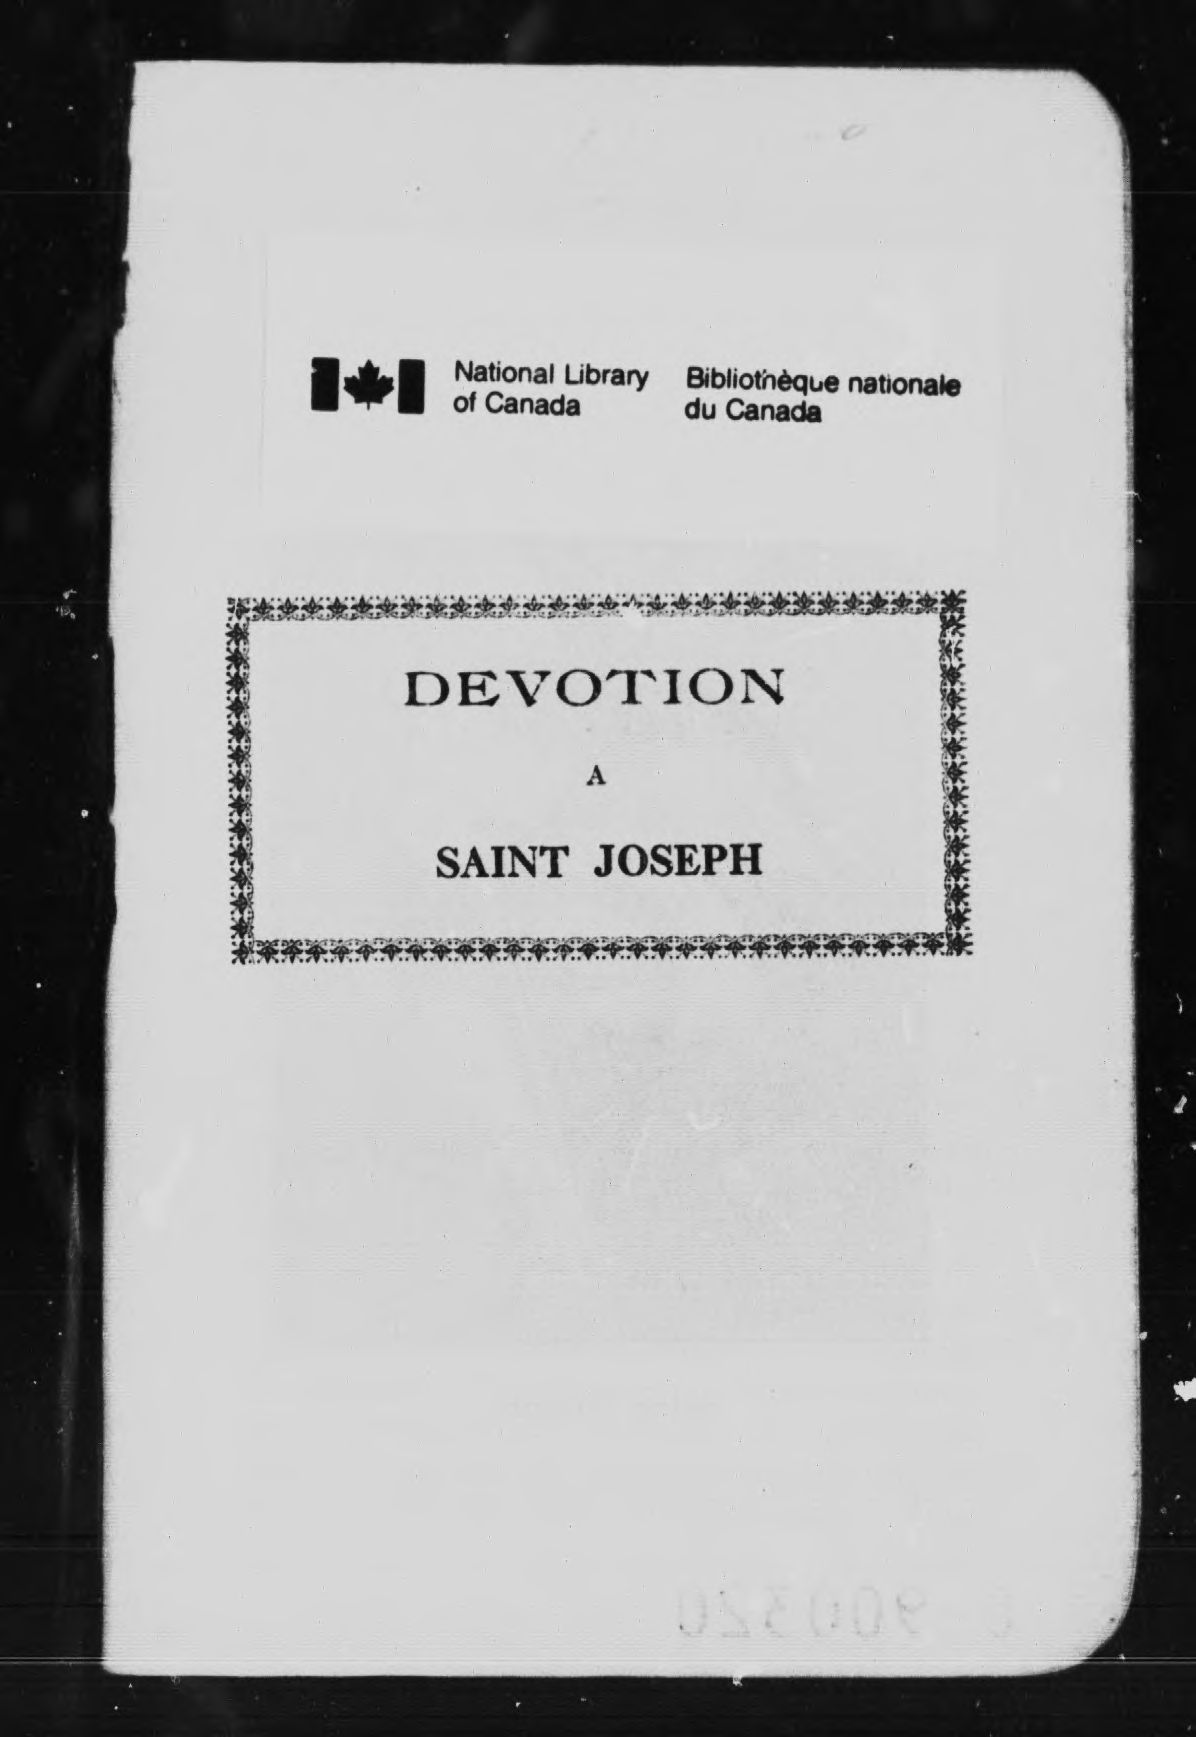 National Library
of Canada
Bibliothèque nationale
du Canada
DEVOTION
A
SAINT JOSEPH